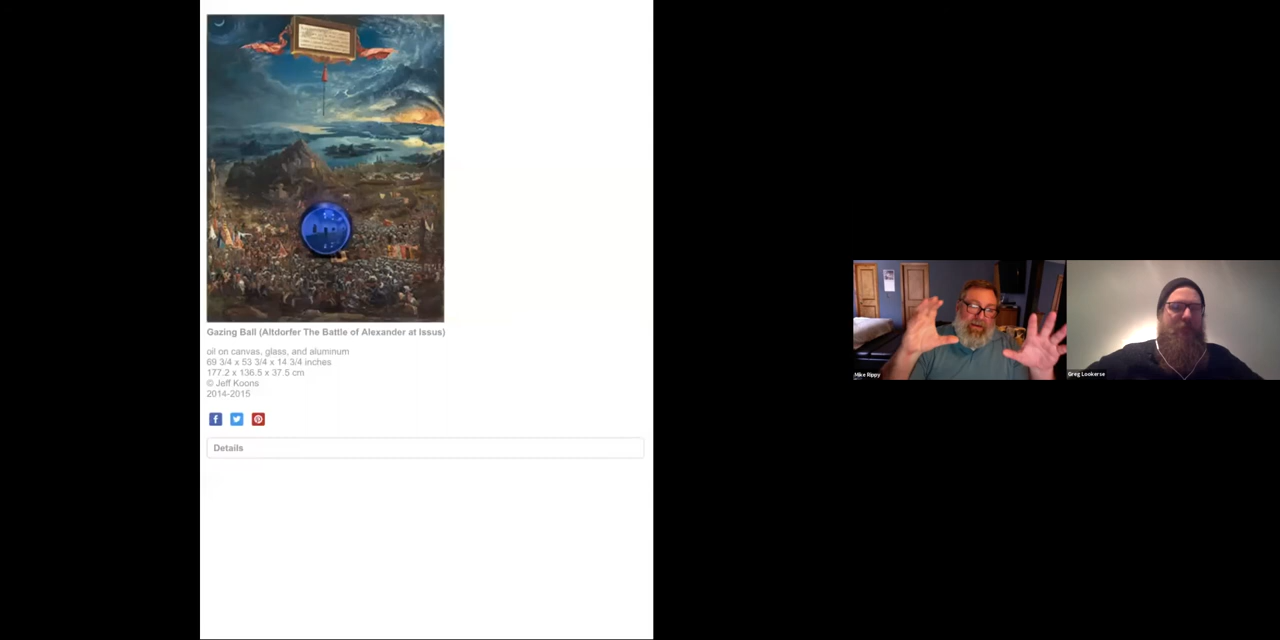 Gazing Ball (Altdorfer The Battle of Alexander at Issus)
oil on canvas, glass, and aluminum
69 3/4 x 53 3/4 x 14 3/4 inches
177.2 x 136.5 x 37.5 cm
© Jeff Koons
2014-2015
Details
Mike Rippy
Greg Lookerse